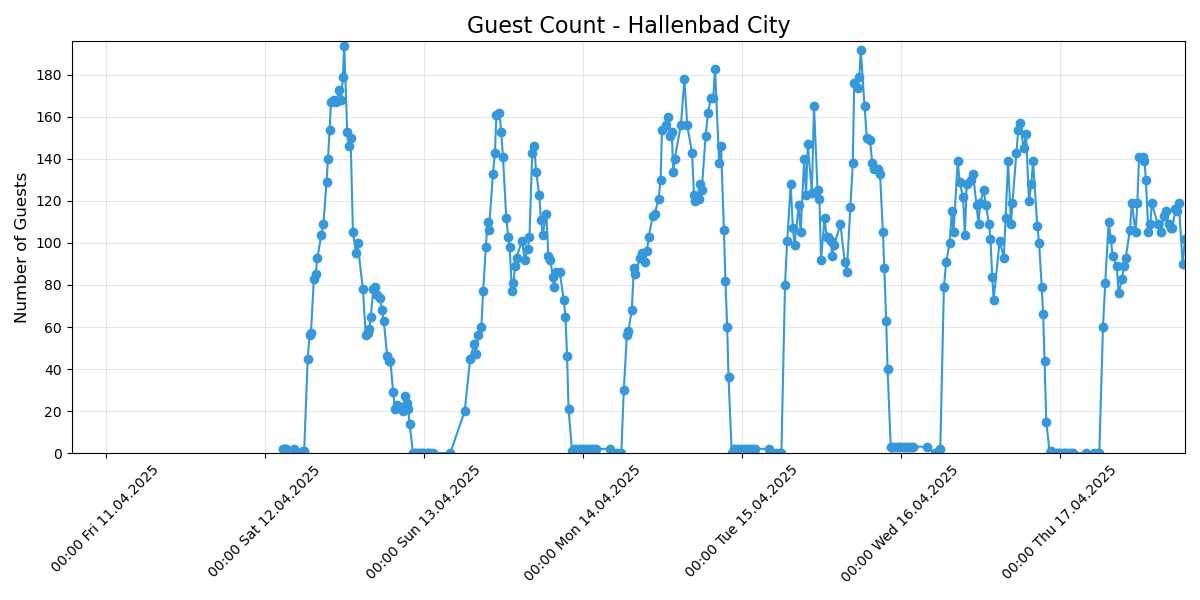 Guest Count - Hallenbad City
Number of Guests
180
160
140
120
100
80
60
40
20
0
00:00 Fri 11.04.2025
00:00 Sat 12.04.2025
00:00 Sun 13.04.2025
00:00 Mon 14.04.2025
00:00 Tue 15.04.2025
00:00 Wed 16.04.2025
00:00 Thu 17.04.2025